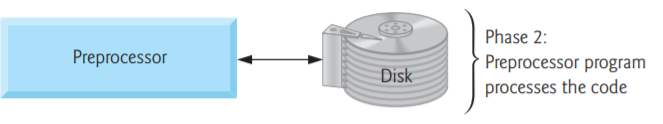 Preprocessor
Disk
Phase 2:
Preprocessor program
processes the code